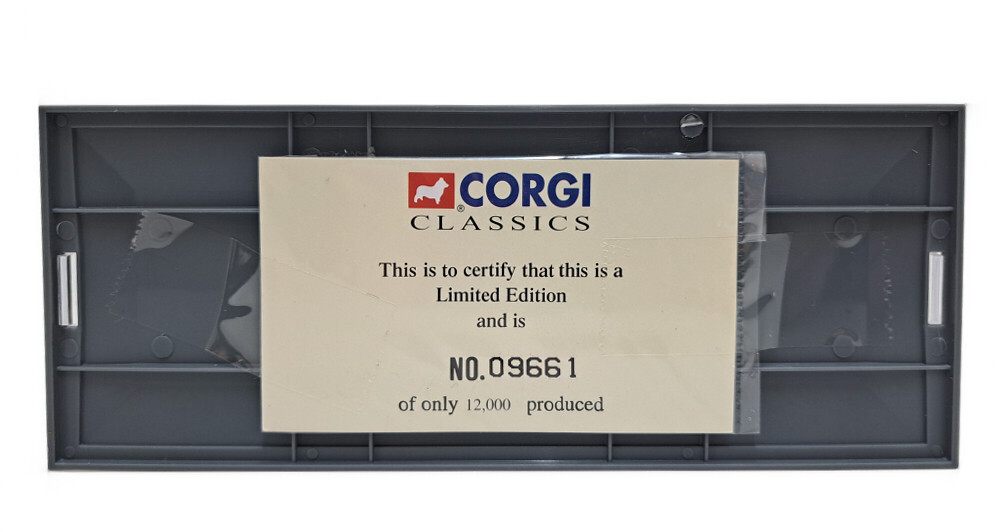 CORGI
®
CLASSICS
This is to certify that this is a
Limited Edition
and is
NO.09661
of only 12,000 produced